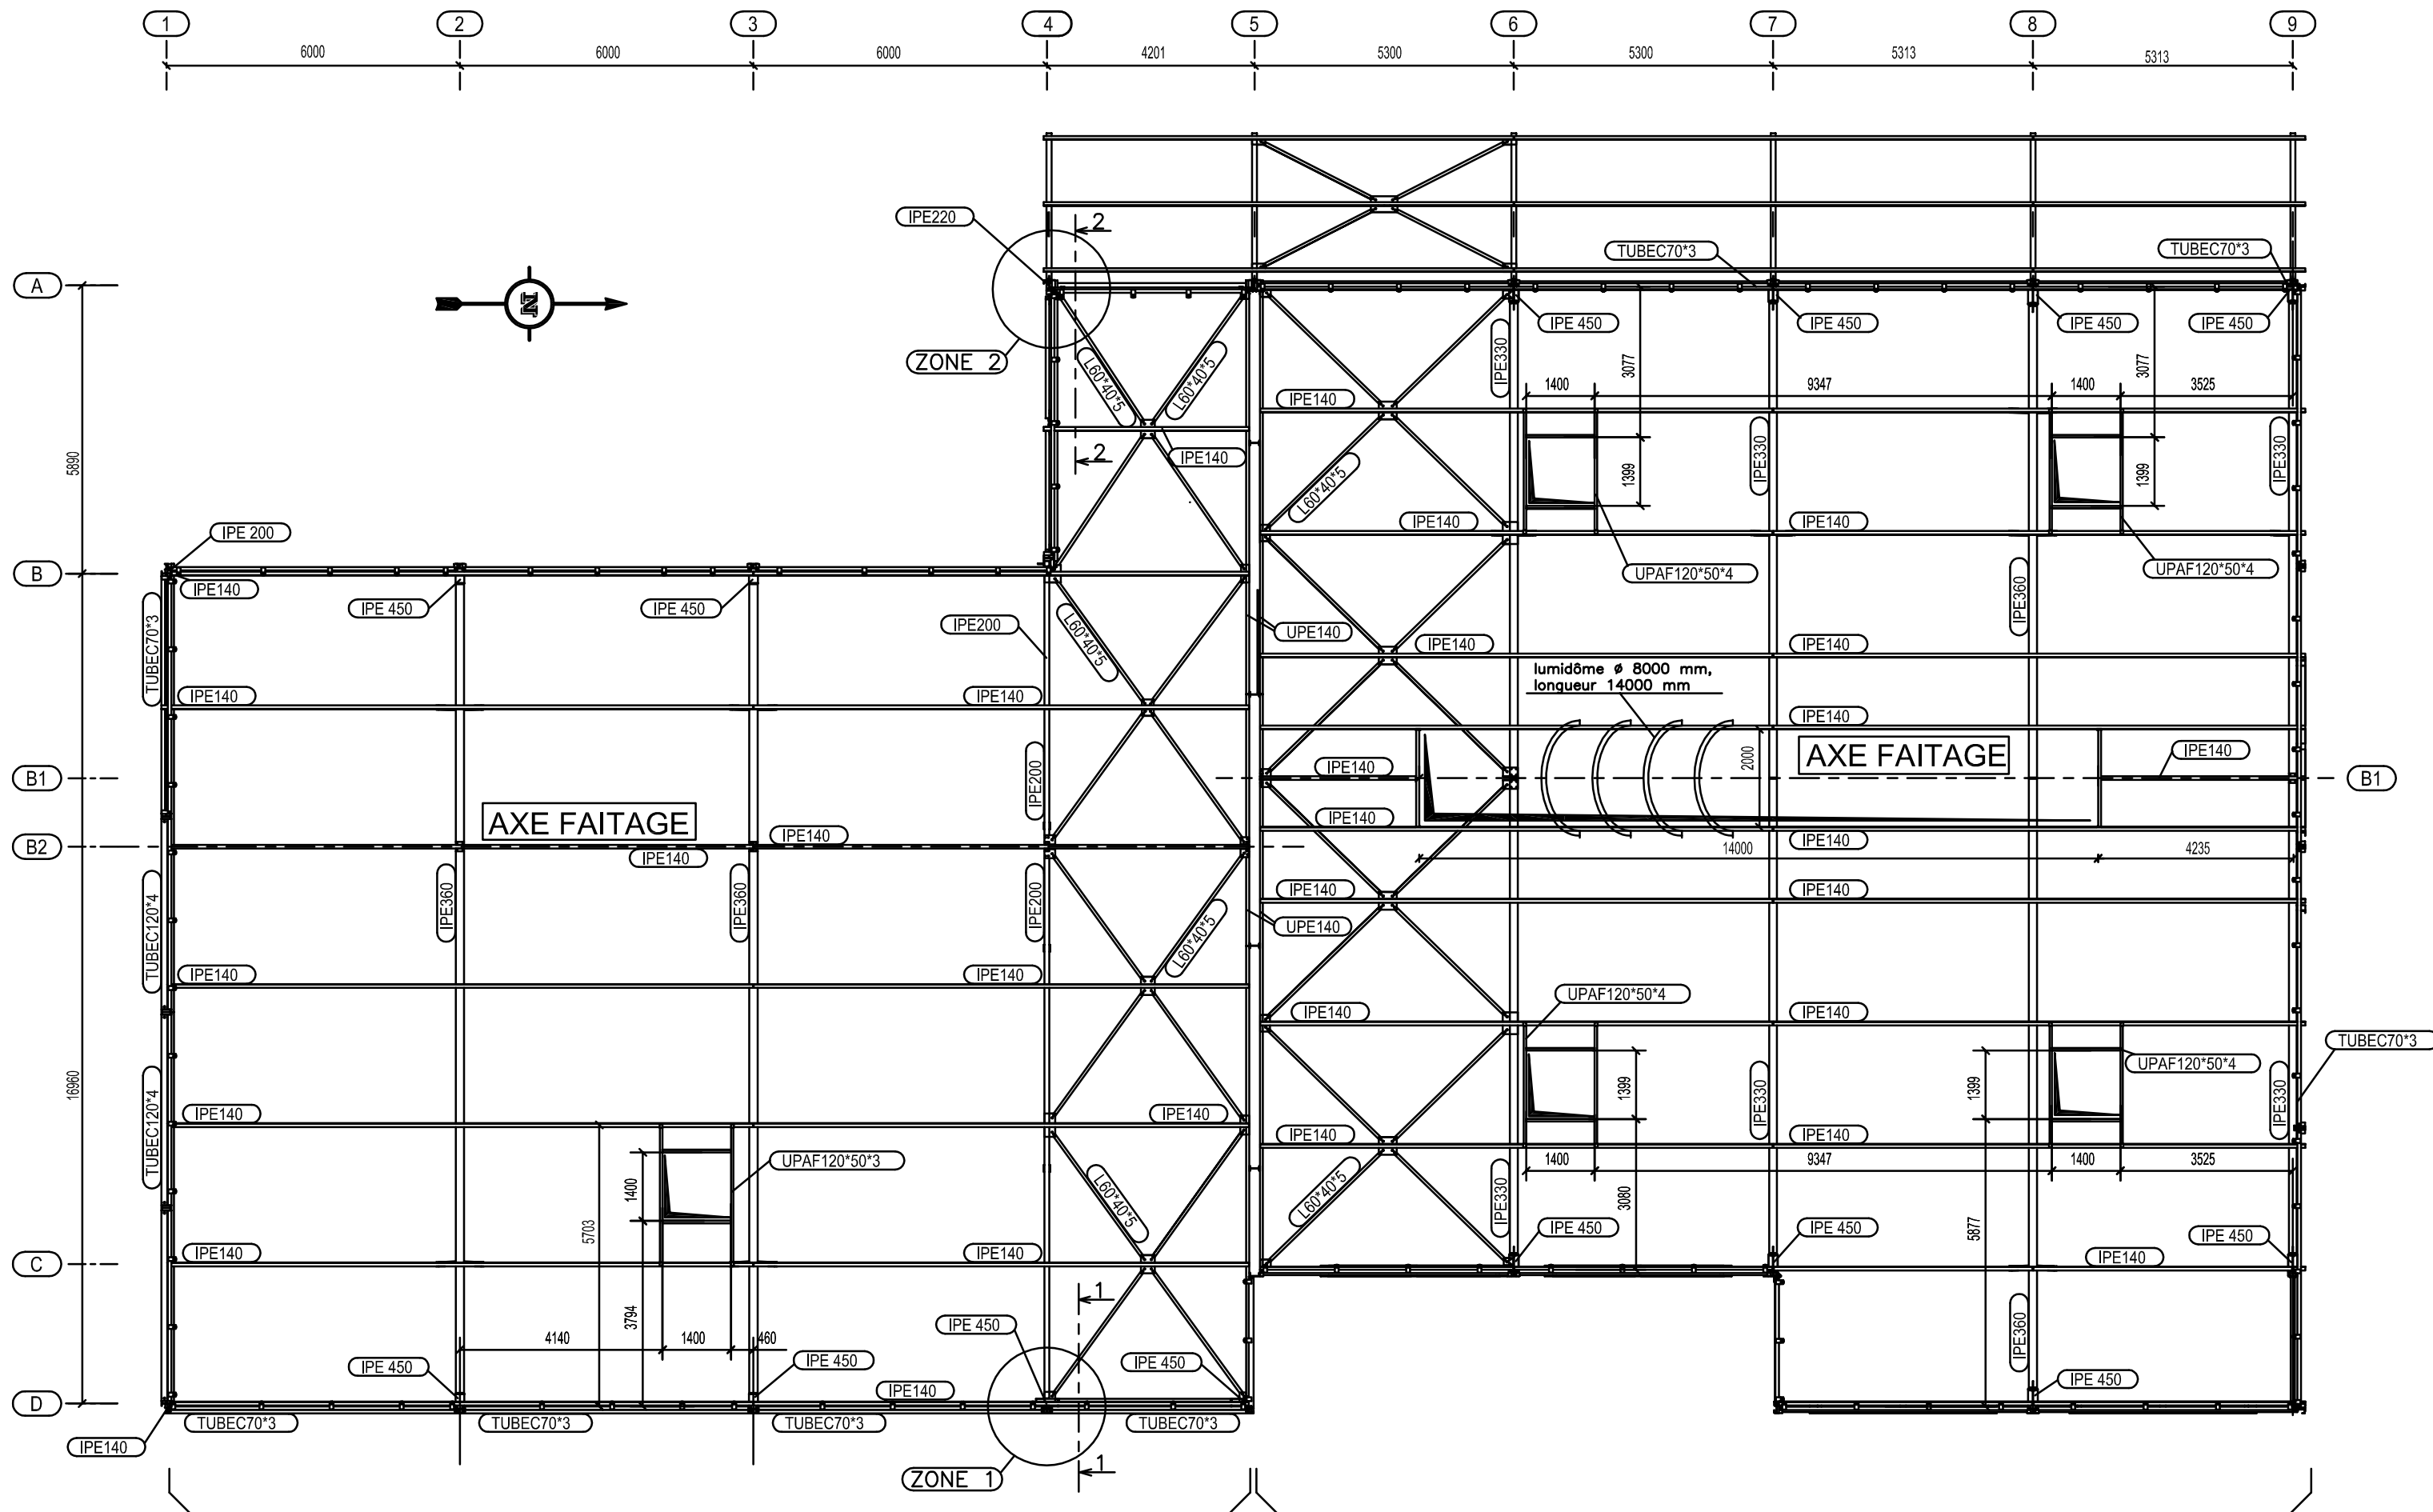 1 2 3 4 5 6 7 8 9
6000 6000 6000 4201 5300 5300 5313 5313
IPE220
2
TUBEC70*3
TUBEC70*3
A
N
IPE 450
IPE 450
IPE 450
IPE 450
ZONE 2
L60*40*5
L60*40*5
IPE330
3077
3077
1400
9347
1400
3525
IPE140
2
IPE140
IPE330
IPE330
5890
1399
1399
L60*40*5
IPE140
IPE140
IPE 200
B
IPE140
UPAF120*50*4
UPAF120*50*4
TUBEC70*3
IPE 450
IPE 450
IPE200
L60*40*5
UPE140
IPE360
IPE140
IPE140
lumidôme ø 8000 mm,
longueur 14000 mm
IPE140
IPE140
IPE140
AXE FAITAGE
IPE140
2000
IPE140
B1
B1
IPE200
AXE FAITAGE
IPE140
IPE140
IPE140
B2
IPE140
14000
4235
IPE360
IPE360
IPE200
IPE140
IPE140
TUBEC120*4
L60*40*5
UPE140
IPE140
IPE140
UPAF120*50*4
IPE140
IPE140
TUBEC70*3
16960
UPAF120*50*4
1399
1399
TUBEC120*4
IPE140
IPE140
IPE330
IPE330
IPE140
IPE140
UPAF120*50*3
1400
9347
1400
3525
1400
5703
L60*40*5
L60*40*5
IPE330
3080
5877
IPE 450
IPE 450
IPE 450
C
IPE140
IPE140
IPE140
1
3794
IPE 450
4140
1400
460
IPE360
IPE 450
IPE 450
IPE 450
IPE 450
IPE140
D
TUBEC70*3
TUBEC70*3
TUBEC70*3
TUBEC70*3
IPE140
1
ZONE 1